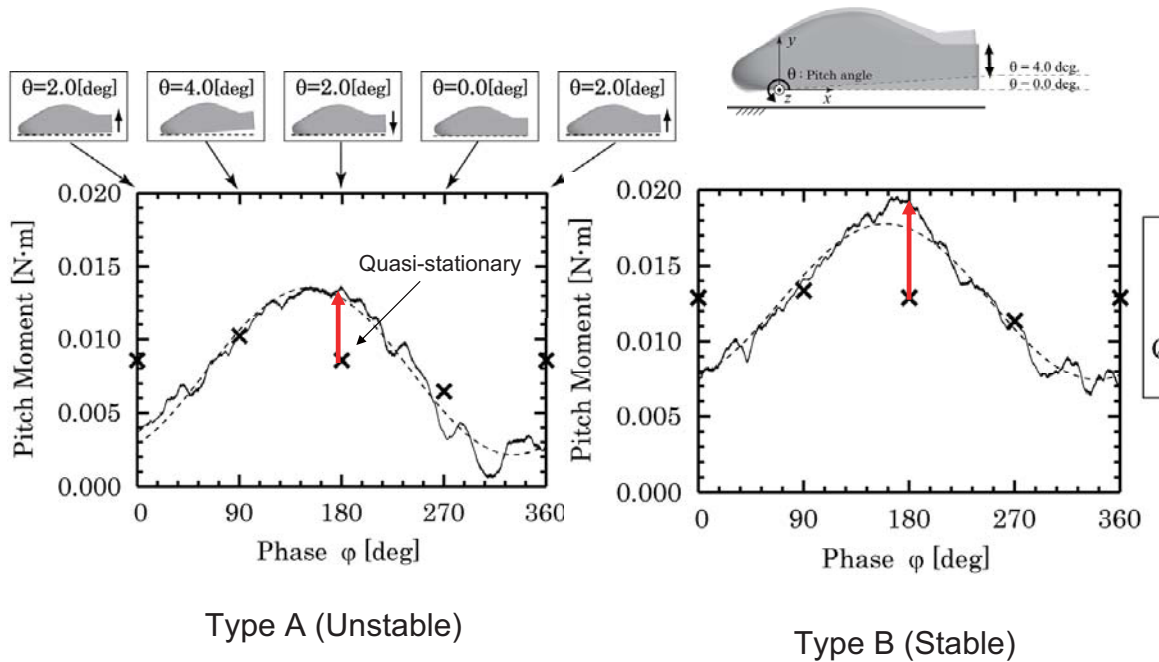 θ=2.0[deg]
θ=4.0[deg]
θ=2.0[deg]
θ=0.0[deg]
θ=2.0[deg]
y
θ : Pitch angle
z
x
θ = 4.0 deg.
θ = 0.0 deg.
0.020
0.015
0.010
0.005
0.000
Pitch Moment [N·m]
Quasi-stationary
0 90 180 270 360
Phase φ [deg]
Type A (Unstable)
0.020
0.015
0.010
0.005
0.000
Pitch Moment [N·m]
0 90 180 270 360
Phase φ [deg]
Type B (Stable)